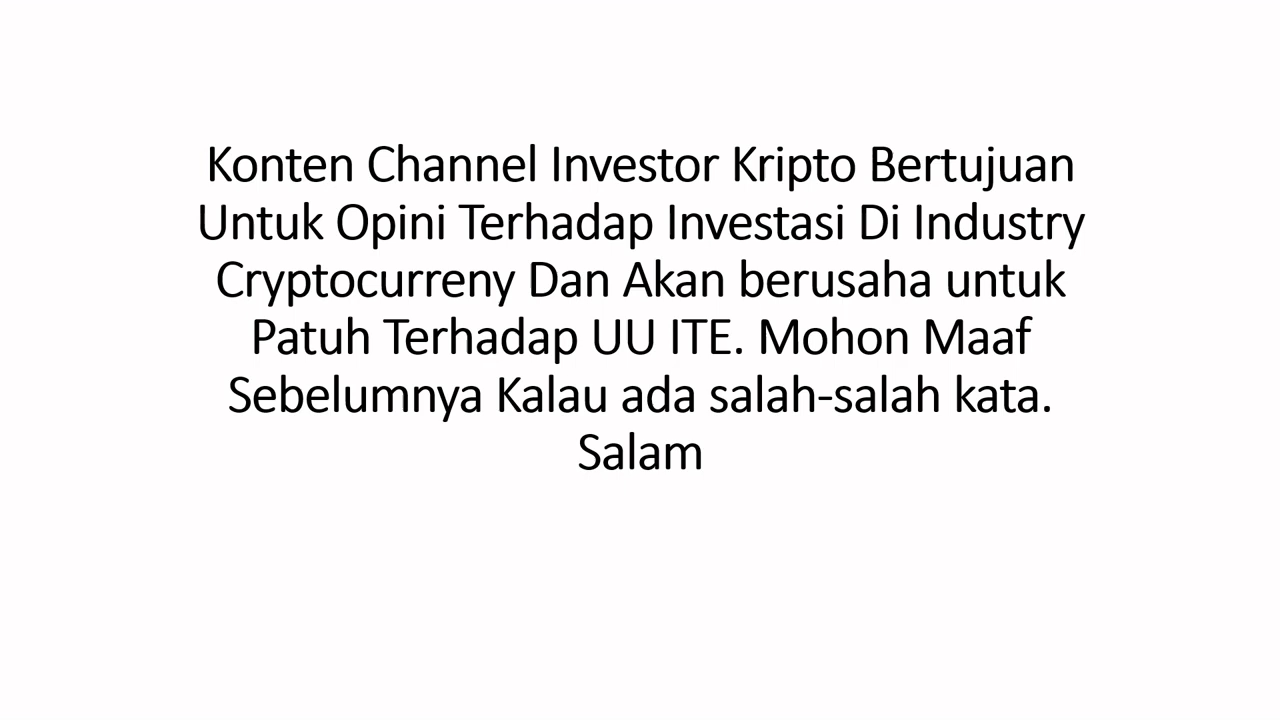 Konten Channel Investor Kripto Bertujuan
Untuk Opini Terhadap Investasi Di Industry
Cryptocurreny Dan Akan berusaha untuk
Patuh Terhadap UU ITE. Mohon Maaf
Sebelumnya Kalau ada salah-salah kata.
Salam